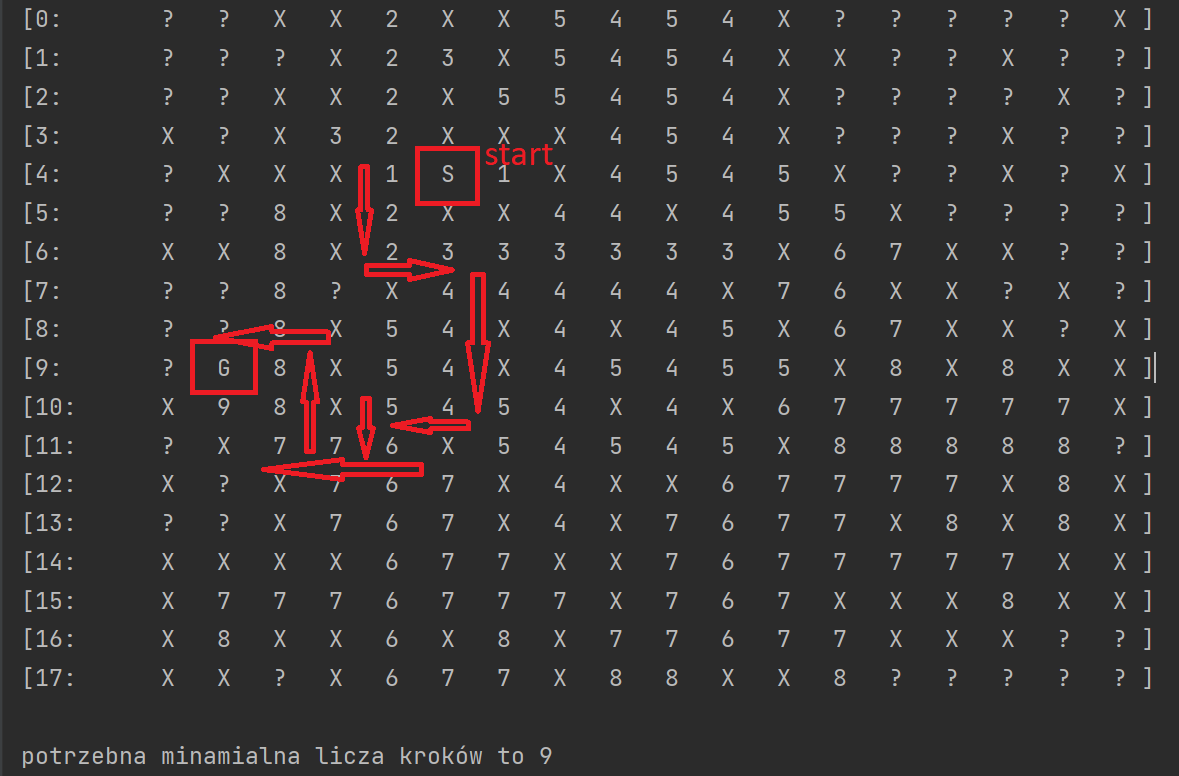 [0: ? ? X X 2 X X 5 4 5 4 X ? ? ? ? ? X ]
[1: ? ? ? X 2 3 X 5 4 5 4 X X ? ? X ? ? ]
[2: ? ? X X 2 X 5 5 4 5 4 X ? ? ? ? X ? ]
[3: X ? X 3 2 X X X 4 5 4 X ? ? ? X ? ? ]
start
[4: ? X X X 1 S 1 X 4 5 4 5 X ? ? X ? X ]
[5: ? ? 8 X 2 X X 4 4 X 4 5 5 X ? ? ? ? ]
[6: X X 8 X 2 3 3 3 3 3 3 X 6 7 X X ? ? ]
[7: ? ? 8 ? X 4 4 4 4 4 X 7 6 X X ? X ? ]
[8: ? ? 8 X 5 4 X 4 X 4 5 X 6 7 X X ? X ]
[9: ? G 8 X 5 4 X 4 5 4 5 5 X 8 X 8 X X ]
[10: X 9 8 X 5 4 5 4 X 4 X 6 7 7 7 7 7 X ]
[11: ? X 7 7 6 X 5 4 5 4 5 X 8 8 8 8 8 ? ]
[12: X ? X 7 6 7 X 4 X X 6 7 7 7 7 X 8 X ]
[13: ? ? X 7 6 7 X 4 X 7 6 7 7 X 8 X 8 X ]
[14: X X X X 6 7 7 X X 7 6 7 7 7 7 7 X X ]
[15: X 7 7 7 6 7 7 7 X 7 6 7 X X X 8 X X ]
[16: X 8 X X 6 X 8 X 7 7 6 7 7 X X X ? ? ]
[17: X X ? X 6 7 7 X 8 8 X X 8 ? ? ? ? ? ]
potrzebna minamialna licza kroków to 9